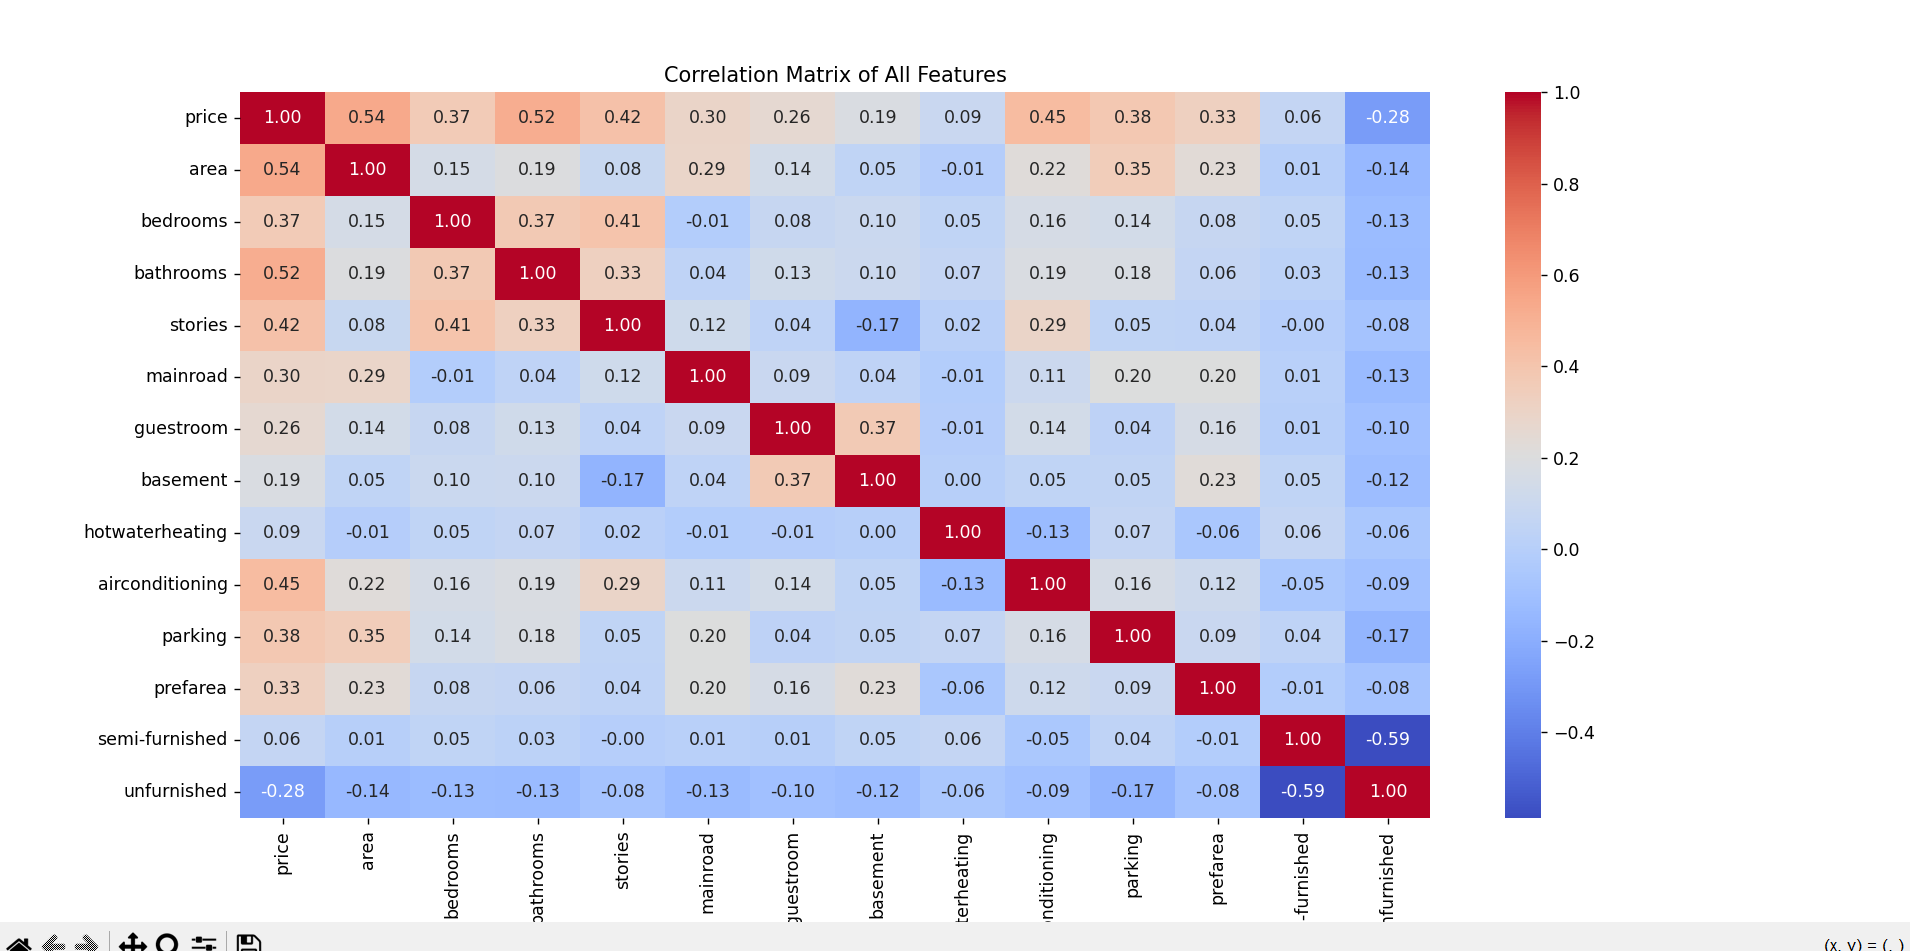 Correlation Matrix of All Features
price 1.00 0.54 0.37 0.52 0.42 0.30 0.26 0.19 0.09 0.45 0.38 0.33 0.06 -0.28
area 0.54 1.00 0.15 0.19 0.08 0.29 0.14 0.05 -0.01 0.22 0.35 0.23 0.01 -0.14
bedrooms 0.37 0.15 1.00 0.37 0.41 -0.01 0.08 0.10 0.05 0.16 0.14 0.08 0.05 -0.13
bathrooms 0.52 0.19 0.37 1.00 0.33 0.04 0.13 0.10 0.07 0.19 0.18 0.06 0.03 -0.13
stories 0.42 0.08 0.41 0.33 1.00 0.12 0.04 -0.17 0.02 0.29 0.05 0.04 -0.00 -0.08
mainroad 0.30 0.29 -0.01 0.04 0.12 1.00 0.09 0.04 -0.01 0.11 0.20 0.20 0.01 -0.13
guestroom 0.26 0.14 0.08 0.13 0.04 0.09 1.00 0.37 -0.01 0.14 0.04 0.16 0.01 -0.10
basement 0.19 0.05 0.10 0.10 -0.17 0.04 0.37 1.00 0.00 0.05 0.05 0.23 0.05 -0.12
hotwaterheating 0.09 -0.01 0.05 0.07 0.02 -0.01 -0.01 0.00 1.00 -0.13 0.07 -0.06 0.06 -0.06
airconditioning 0.45 0.22 0.16 0.19 0.29 0.11 0.14 0.05 -0.13 1.00 0.16 0.12 -0.05 -0.09
parking 0.38 0.35 0.14 0.18 0.05 0.20 0.04 0.05 0.07 0.16 1.00 0.09 0.04 -0.17
prefarea 0.33 0.23 0.08 0.06 0.04 0.20 0.16 0.23 -0.06 0.12 0.09 1.00 -0.01 -0.08
semi-furnished 0.06 0.01 0.05 0.03 -0.00 0.01 0.01 0.05 0.06 -0.05 0.04 -0.01 1.00 -0.59
unfurnished -0.28 -0.14 -0.13 -0.13 -0.08 -0.13 -0.10 -0.12 -0.06 -0.09 -0.17 -0.08 -0.59 1.00
price
area
bedrooms
bathrooms
stories
mainroad
guestroom
basement
terheating
nditioning
parking
prefarea
-furnished
nfurnished
1.0
0.8
0.6
0.4
0.2
0.0
−0.2
−0.4
(x, y) = (, )